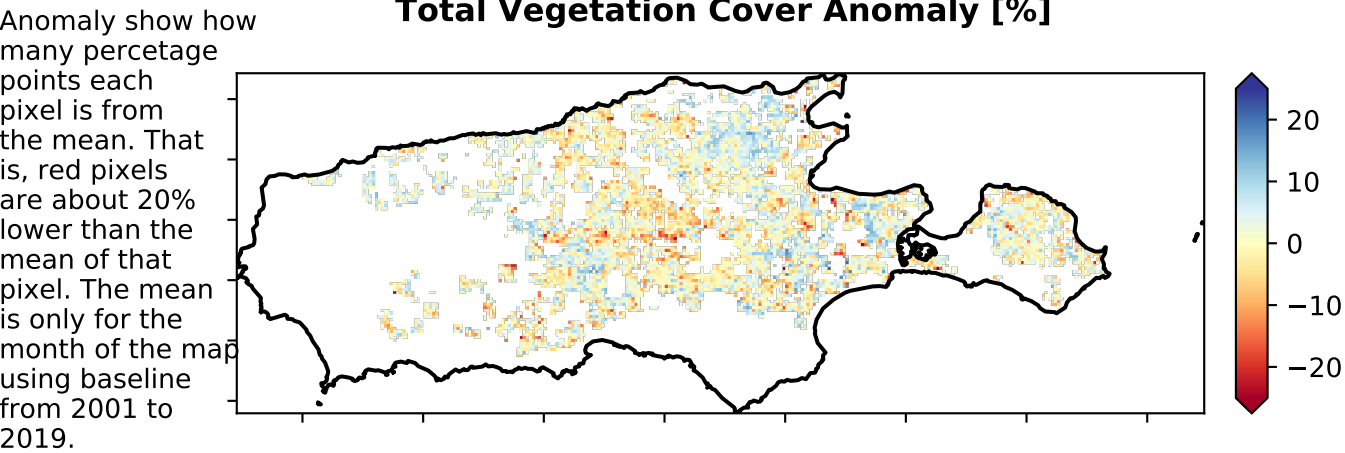 Total Vegetation Cover Anomaly [%]
Anomaly show how
many percetage
points each
pixel is from
the mean. That
is, red pixels
are about 20%
lower than the
mean of that
pixel. The mean
is only for the
month of the map
using baseline
from 2001 to
2019.
20
10
0
−10
−20